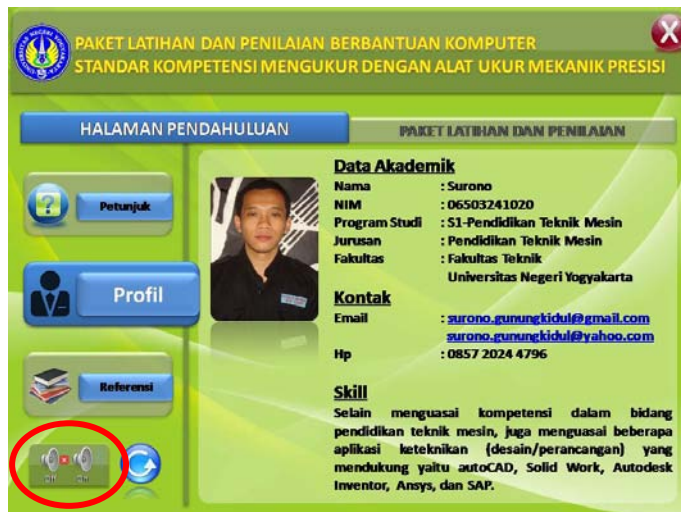 PAKET LATIHAN DAN PENILAIAN BERBANTUAN KOMPUTER
STANDAR KOMPETENSI MENGUKUR DENGAN ALAT UKUR MEKANIK PRESISI
X
HALAMAN PENDAHULUAN
PAKET LATIHAN DAN PENILAIAN
Petunjuk
Profil
Referensi
Data Akademik
Nama : Surono
NIM : 06503241020
Program Studi : S1-Pendidikan Teknik Mesin
Jurusan : Pendidikan Teknik Mesin
Fakultas : Fakultas Teknik
Universitas Negeri Yogyakarta
Kontak
Email : surono.gunungkidul@gmail.com
surono.gunungkidul@yahoo.com
Hp : 0857 2024 4796
Skill
Selain menguasai kompetensi dalam bidang
pendidikan teknik mesin, juga menguasai beberapa
aplikasi keteknikan (desain/perancangan) yang
mendukung yaitu autoCAD, Solid Work, Autodesk
Inventor, Ansys, dan SAP.